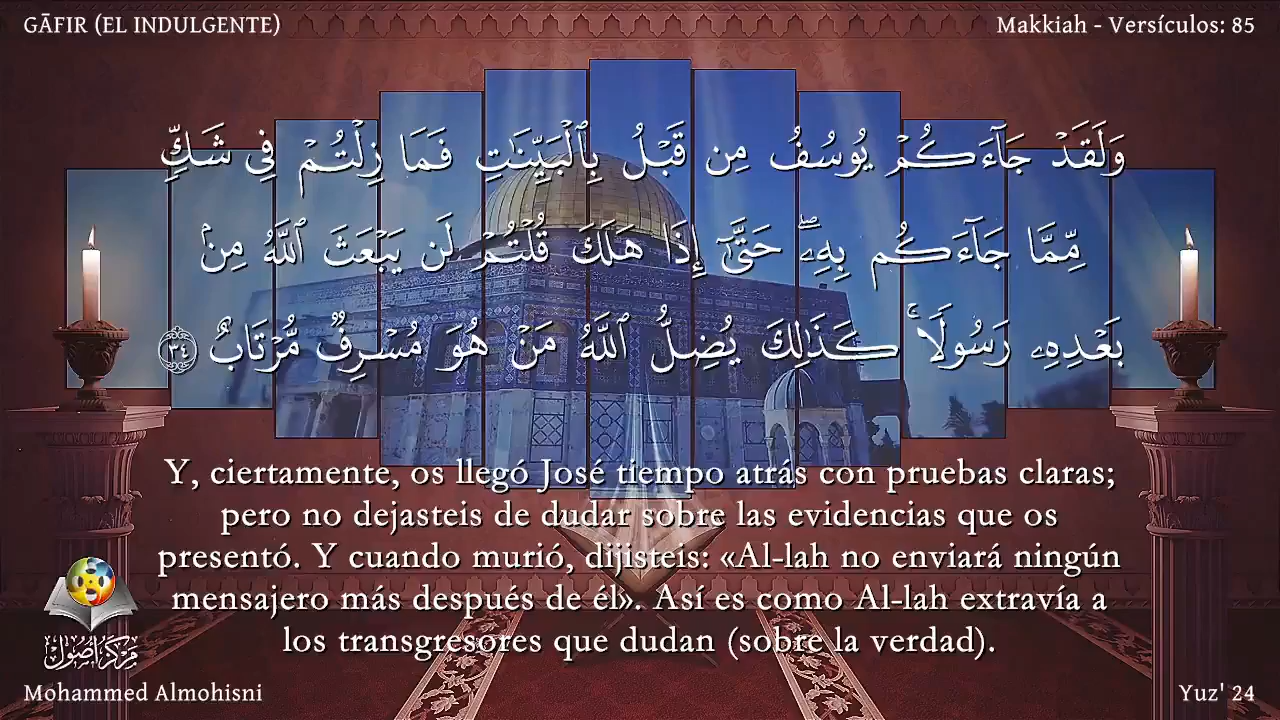 GĀFIR (EL INDULGENTE)
Makkiah - Versículos: 85
وَلَقَدْ جَآءَكُمْ يُوسُفُ مِن قَبْلُ بِٱلْبَيِّنَٰتِ فَمَا زِلْتُمْ فِى شَكٍّ
مِّمَّا جَآءَكُم بِهِۦ ۖ حَتَّىٰٓ إِذَا هَلَكَ قُلْتُمْ لَن يَبْعَثَ ٱللَّهُ مِنۢ
بَعْدِهِۦ رَسُولًا ۚ كَذَٰلِكَ يُضِلُّ ٱللَّهُ مَنْ هُوَ مُسْرِفٌ مُّرْتَابٌ ٣٤
Y, ciertamente, os llegó José tiempo atrás con pruebas claras;
pero no dejasteis de dudar sobre las evidencias que os
presentó. Y cuando murió, dijisteis: «Al-lah no enviará ningún
mensajero más después de él». Así es como Al-lah extravía a
los transgresores que dudan (sobre la verdad).
مركز أصول
Mohammed Almohisni
Yuz' 24